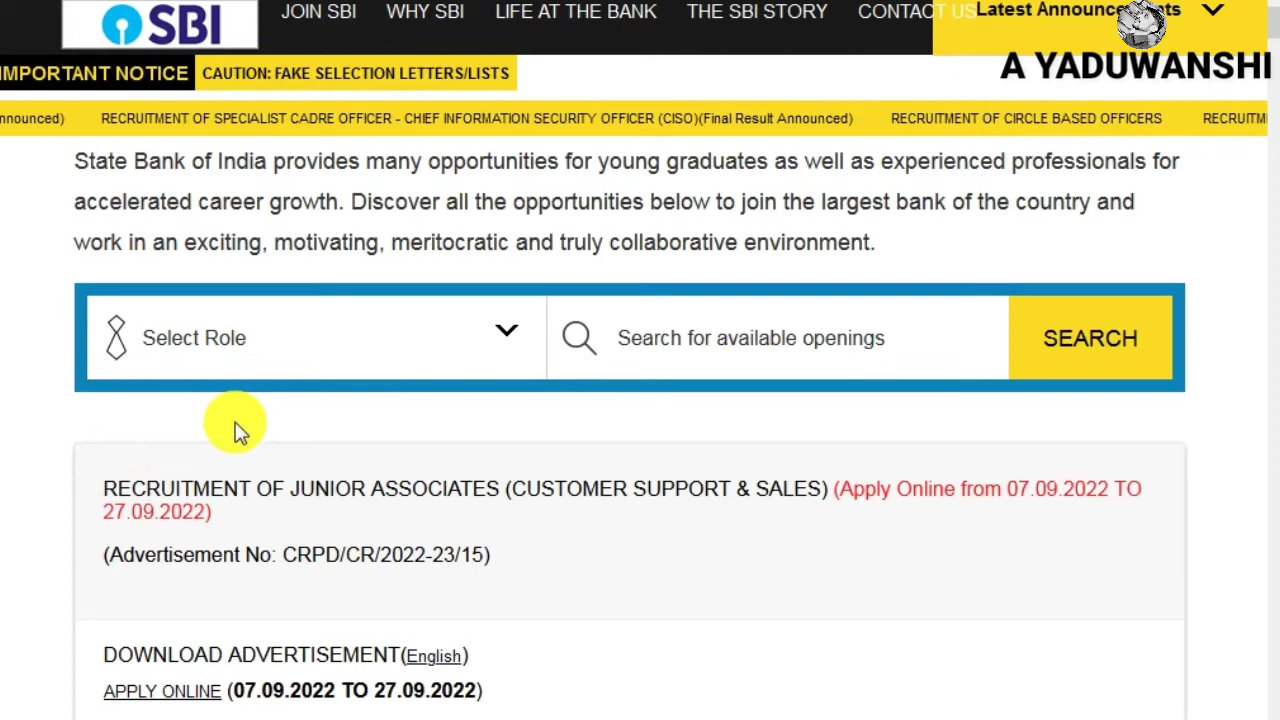 SBI
JOIN SBI WHY SBI LIFE AT THE BANK THE SBI STORY CONTACT US
Latest Announcements
IMPORTANT NOTICE CAUTION: FAKE SELECTION LETTERS/LISTS
A YADUWANSHI
nnounced) RECRUITMENT OF SPECIALIST CADRE OFFICER - CHIEF INFORMATION SECURITY OFFICER (CISO)(Final Result Announced) RECRUITMENT OF CIRCLE BASED OFFICERS RECRUITM
State Bank of India provides many opportunities for young graduates as well as experienced professionals for
accelerated career growth. Discover all the opportunities below to join the largest bank of the country and
work in an exciting, motivating, meritocratic and truly collaborative environment.
Select Role Search for available openings SEARCH
RECRUITMENT OF JUNIOR ASSOCIATES (CUSTOMER SUPPORT & SALES) (Apply Online from 07.09.2022 TO
27.09.2022)
(Advertisement No: CRPD/CR/2022-23/15)
DOWNLOAD ADVERTISEMENT(English)
APPLY ONLINE (07.09.2022 TO 27.09.2022)